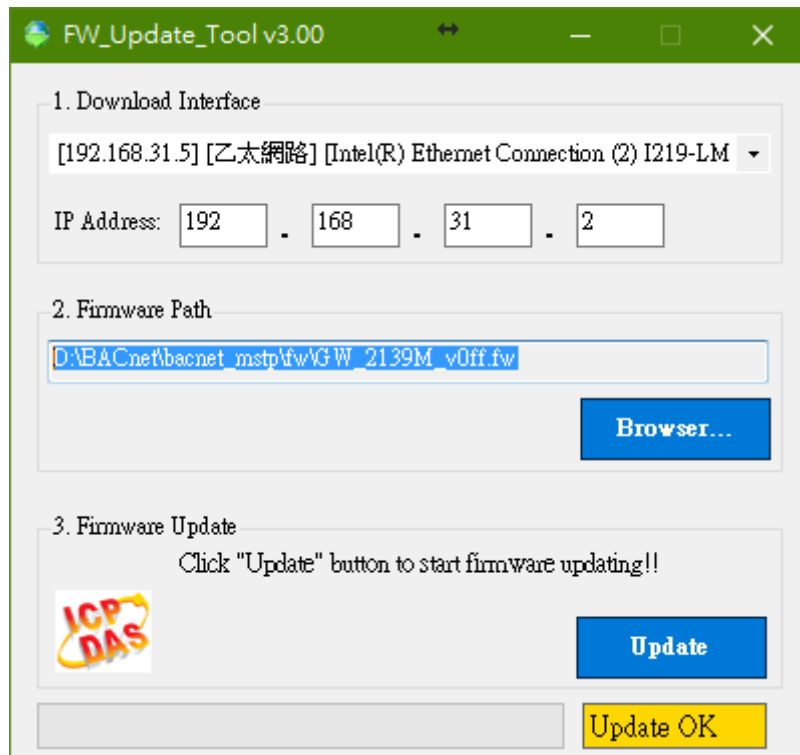 FW_Update_Tool v3.00
1. Download Interface
[192.168.31.5] [乙太網路] [Intel(R) Ethernet Connection (2) I219-LM
IP Address: 192 . 168 . 31 . 2
2. Firmware Path
D:\BACnet\bacnet_mstp\fw\GW_2139M_v0ff.fw
Browser...
3. Firmware Update
Click "Update" button to start firmware updating!!
ICP
DAS
Update
Update OK